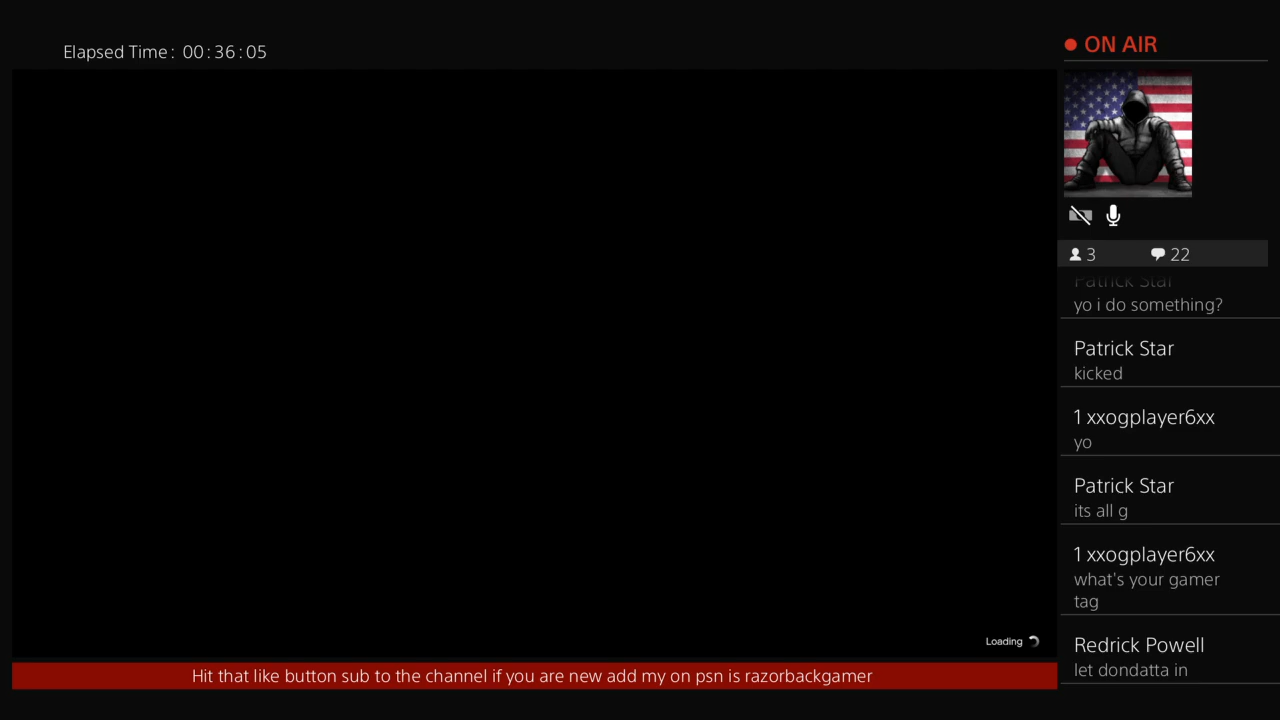 Elapsed Time: 00:36:05
ON AIR
3 22
Patrick Star
yo i do something?
Patrick Star
kicked
1 xxogplayer6xx
yo
Patrick Star
its all g
1 xxogplayer6xx
what's your gamer
tag
Redrick Powell
let dondatta in
Loading
Hit that like button sub to the channel if you are new add my on psn is razorbackgamer